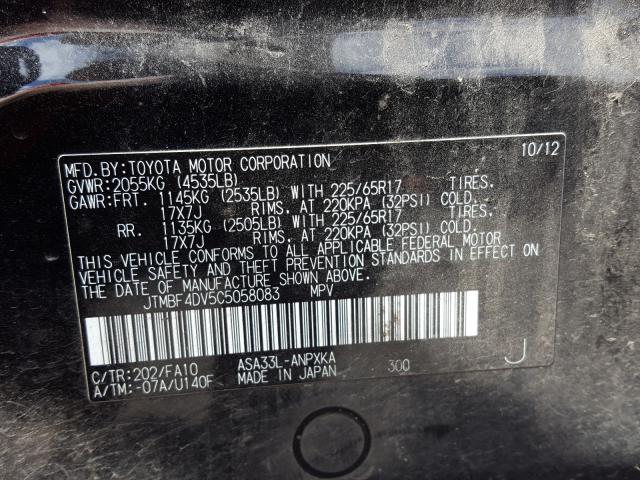 10/12
MFD.BY:TOYOTA MOTOR CORPORATION
GVWR:2055KG (4535LB)
GAWR:FRT. 1145KG (2535LB) WITH 225/65R17 TIRES.
17X7J RIMS, AT 220KPA (32PSI) COLD.
RR. 1135KG (2505LB) WITH 225/65R17 TIRES.
17X7J RIMS, AT 220KPA (32PSI) COLD.
THIS VEHICLE CONFORMS TO ALL APPLICABLE FEDERAL MOTOR
VEHICLE SAFETY AND THEFT PREVENTION STANDARDS IN EFFECT ON
THE DATE OF MANUFACTURE SHOWN ABOVE.
JTMBF4DV5C5058083 MPV
C/TR:202/FA10 ASA33L-ANPXKA
A/TM:-07A/U140F MADE IN JAPAN 300 J